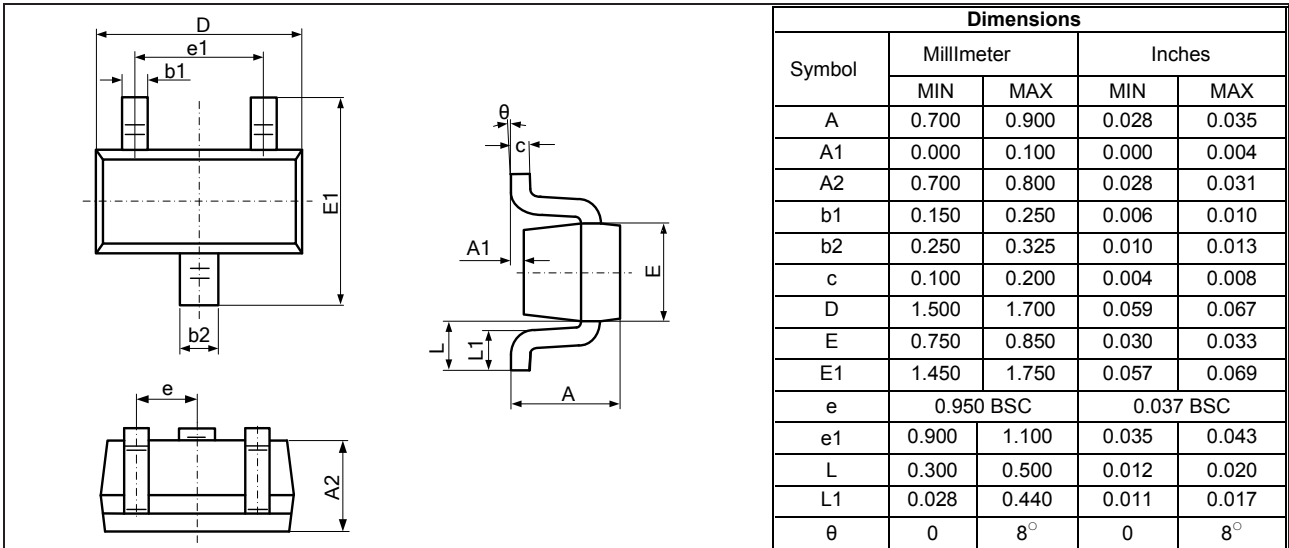 D
e1
b1
E1
b2
e
A2
θ
c
A1
E
L
L1
A
Dimensions
Symbol MillImeter Inches
MIN MAX MIN MAX
A 0.700 0.900 0.028 0.035
A1 0.000 0.100 0.000 0.004
A2 0.700 0.800 0.028 0.031
b1 0.150 0.250 0.006 0.010
b2 0.250 0.325 0.010 0.013
c 0.100 0.200 0.004 0.008
D 1.500 1.700 0.059 0.067
E 0.750 0.850 0.030 0.033
E1 1.450 1.750 0.057 0.069
e 0.950 BSC 0.037 BSC
e1 0.900 1.100 0.035 0.043
L 0.300 0.500 0.012 0.020
L1 0.028 0.440 0.011 0.017
θ 0 8○ 0 8○